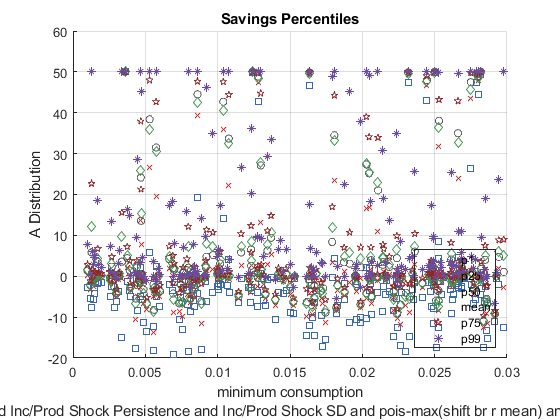 Savings Percentiles
60
50
40
30
20
10
0
-10
-20
A Distribution
0
0.005
0.01
0.015
0.02
0.025
0.03
minimum consumption
p1
p25
p50
mean
p75
p99
d Inc/Prod Shock Persistence and Inc/Prod Shock SD and pois-max(shift br r mean) an